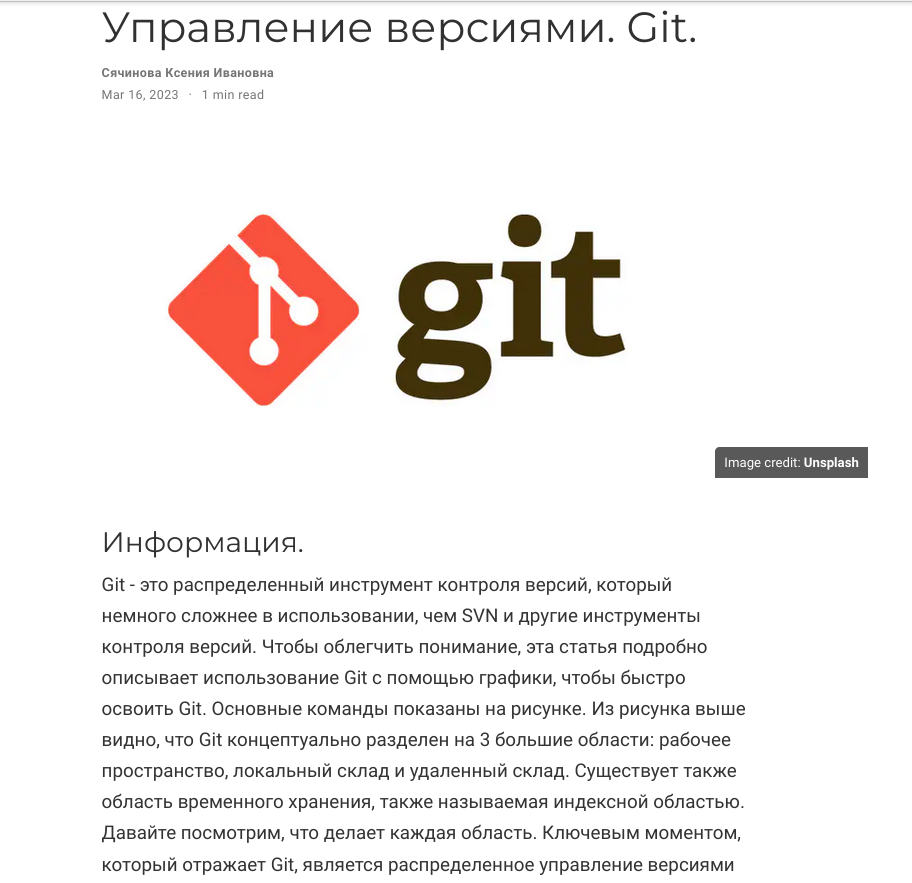 Управление версиями. Git.
Сячинова Ксения Ивановна
Mar 16, 2023 · 1 min read
git
Image credit: Unsplash
Информация.
Git - это распределенный инструмент контроля версий, который
немного сложнее в использовании, чем SVN и другие инструменты
контроля версий. Чтобы облегчить понимание, эта статья подробно
описывает использование Git с помощью графики, чтобы быстро
освоить Git. Основные команды показаны на рисунке. Из рисунка выше
видно, что Git концептуально разделен на 3 большие области: рабочее
пространство, локальный склад и удаленный склад. Существует также
область временного хранения, также называемая индексной областью.
Давайте посмотрим, что делает каждая область. Ключевым моментом,
который отражает Git, является распределенное управление версиями